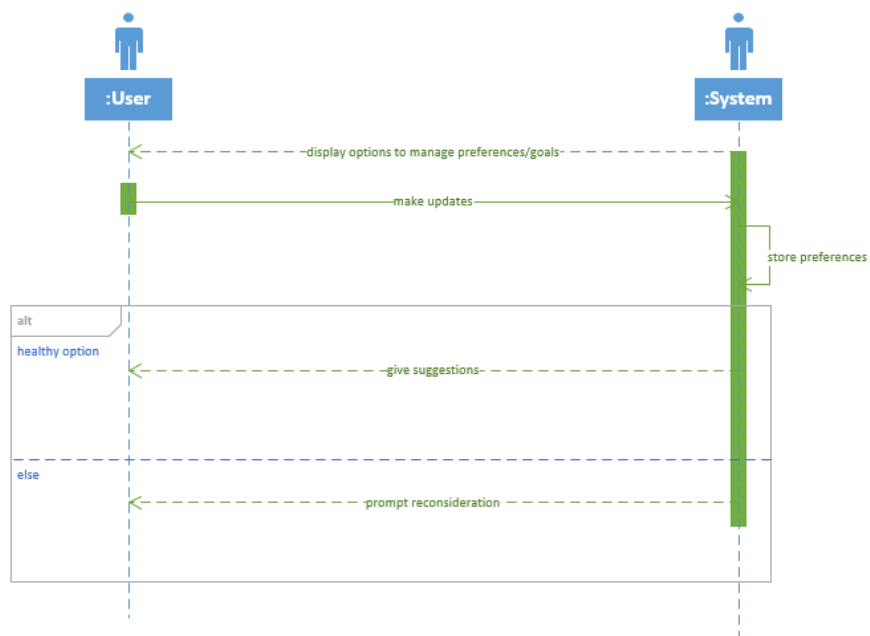 :User
:System
display options to manage preferences/goals
make updates
store preferences
alt
healthy option
give suggestions
else
prompt reconsideration